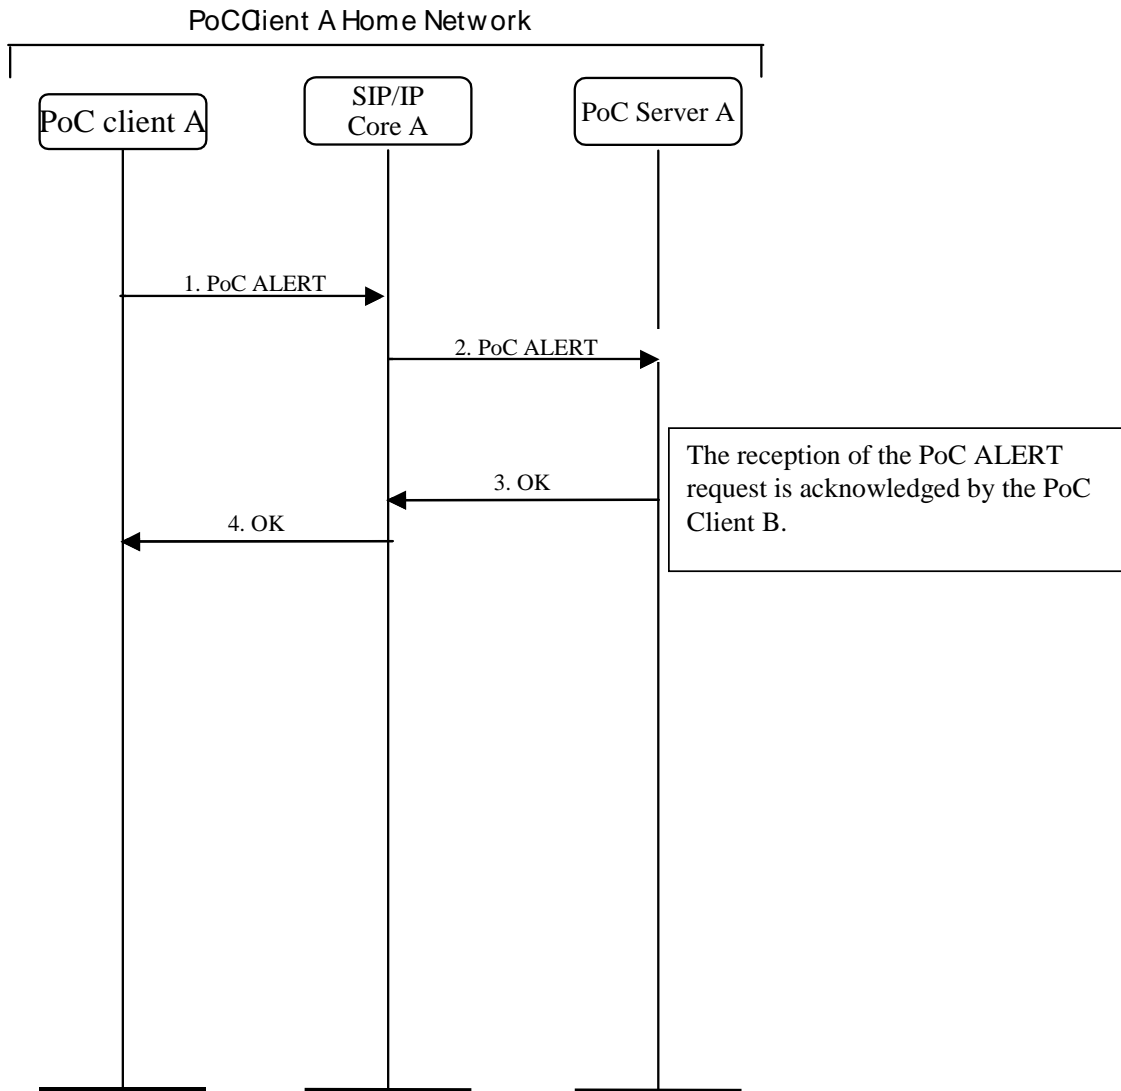 PoCClient A Home Network
PoC client A
SIP/IP
Core A
PoC Server A
1. PoC ALERT
2. PoC ALERT
The reception of the PoC ALERT
request is acknowledged by the PoC
Client B.
3. OK
4. OK